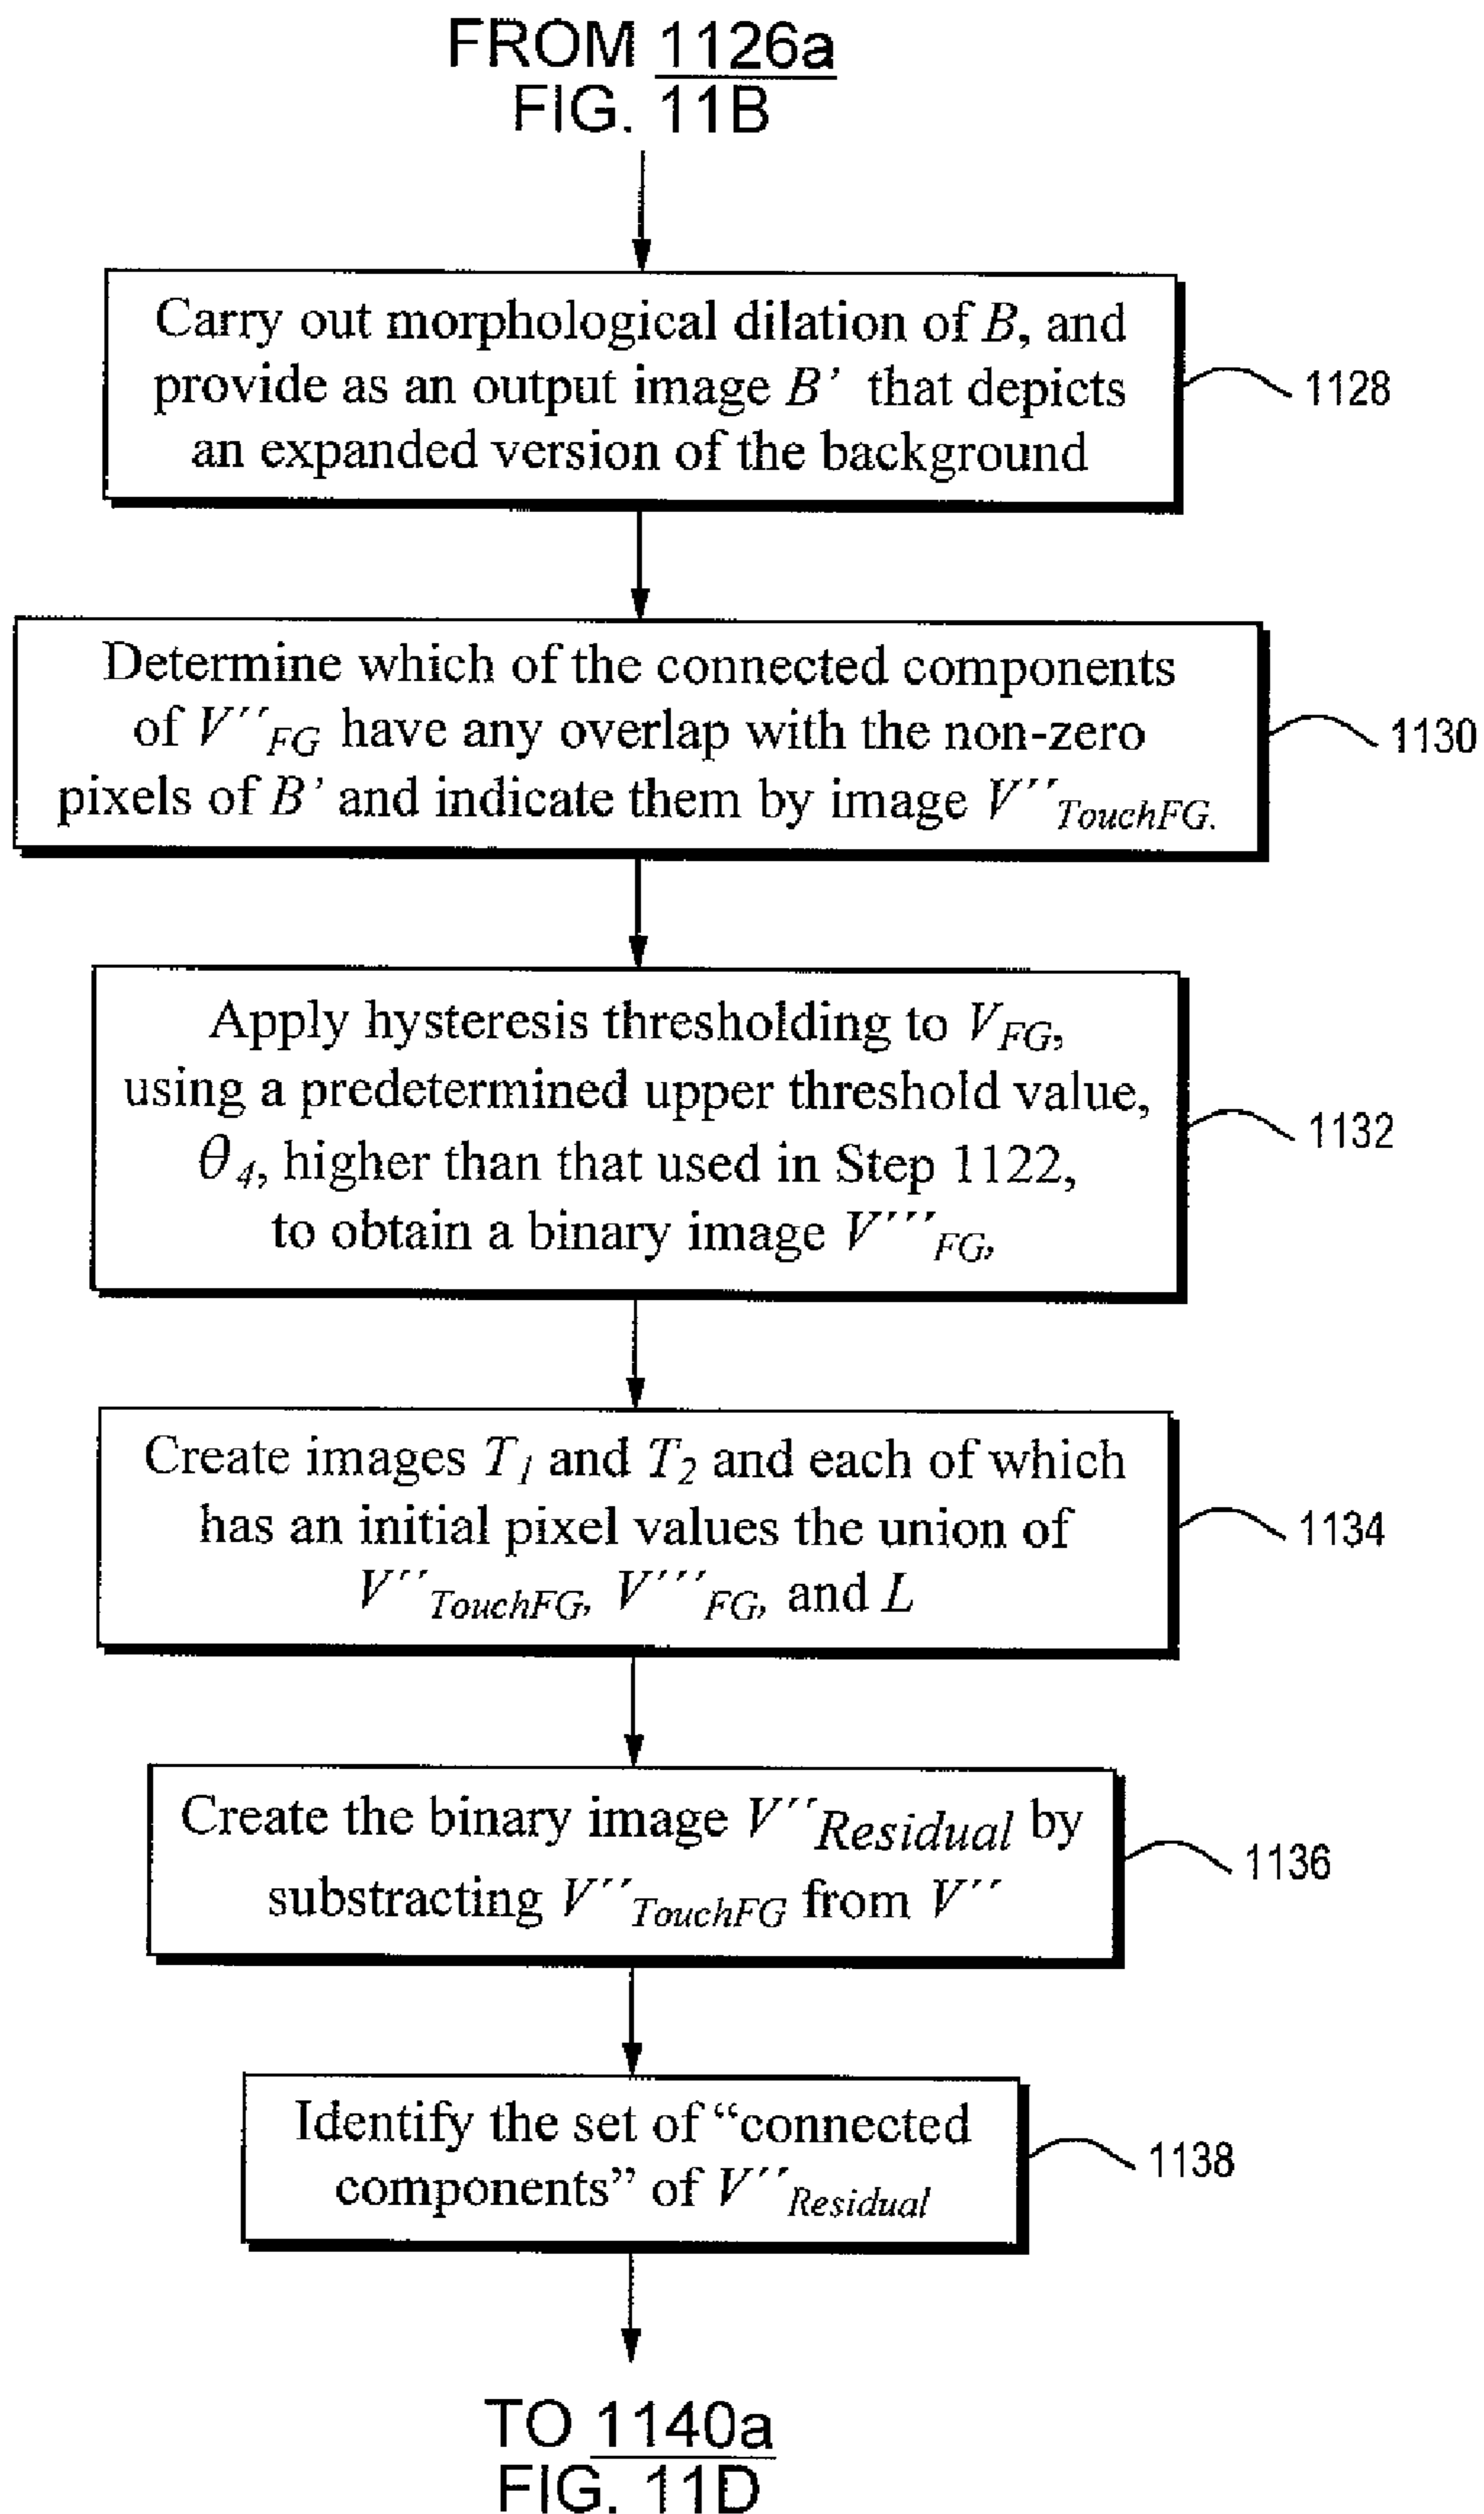 FROM 1126a
FIG. 11B
Carry out morphological dilation of B, and
provide as an output image B’ that depicts
an expanded version of the background
1128
Determine which of the connected components
of V´´FG have any overlap with the non-zero
pixels of B’ and indicate them by image V´´TouchFG.
1130
Apply hysteresis thresholding to VFG,
using a predetermined upper threshold value,
θ4, higher than that used in Step 1122,
to obtain a binary image V´´´FG,
1132
Create images T1 and T2 and each of which
has an initial pixel values the union of
V´´TouchFG, V´´´FG, and L
1134
Create the binary image V´´Residual by
substracting V´´TouchFG from V´´
1136
Identify the set of “connected
components” of V´´Residual
1138
TO 1140a
FIG. 11D